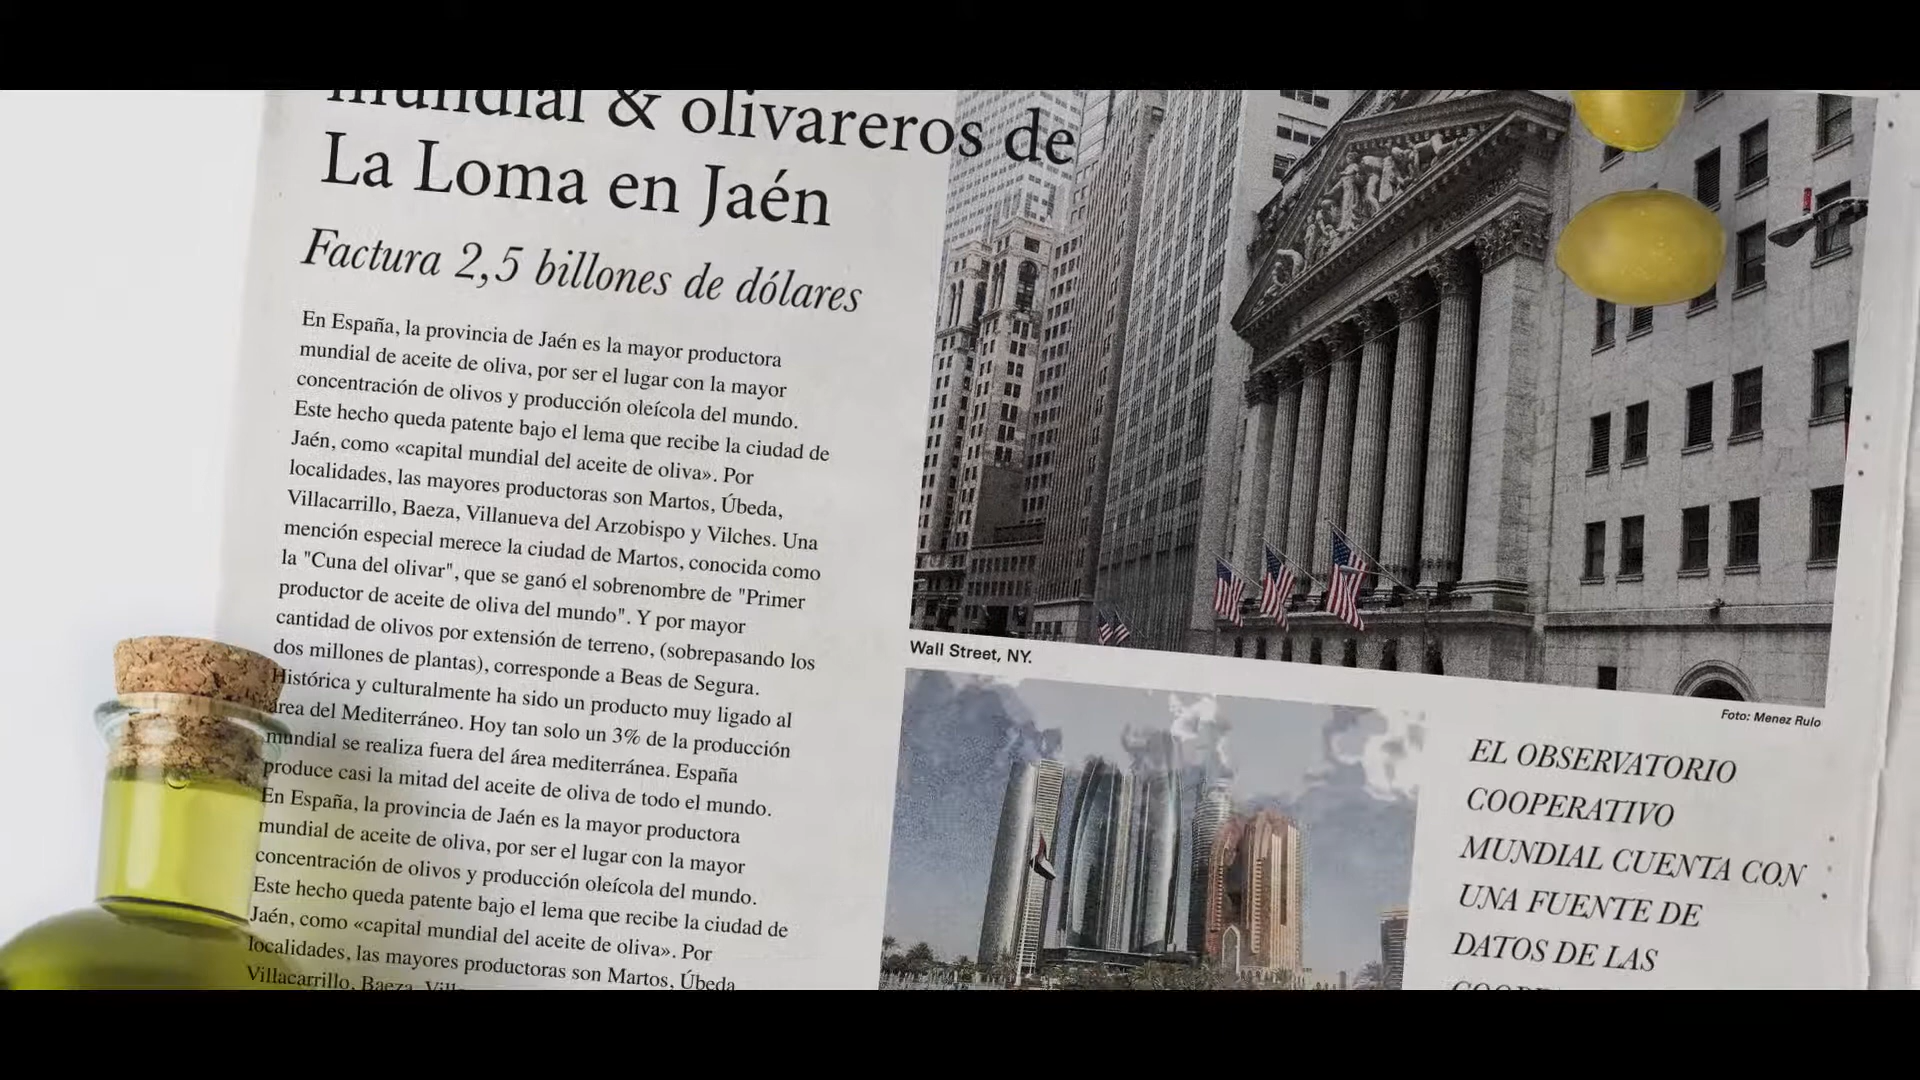 mundial & olivareros de
La Loma en Jaén
Factura 2,5 billones de dólares
En España, la provincia de Jaén es la mayor productora
mundial de aceite de oliva, por ser el lugar con la mayor
concentración de olivos y producción oleícola del mundo.
Este hecho queda patente bajo el lema que recibe la ciudad de
Jaén, como «capital mundial del aceite de oliva». Por
localidades, las mayores productoras son Martos, Úbeda,
Villacarrillo, Baeza, Villanueva del Arzobispo y Vilches. Una
mención especial merece la ciudad de Martos, conocida como
la "Cuna del olivar", que se ganó el sobrenombre de "Primer
productor de aceite de oliva del mundo". Y por mayor
cantidad de olivos por extensión de terreno, (sobrepasando los
dos millones de plantas), corresponde a Beas de Segura.
Histórica y culturalmente ha sido un producto muy ligado al
área del Mediterráneo. Hoy tan solo un 3% de la producción
mundial se realiza fuera del área mediterránea. España
produce casi la mitad del aceite de oliva de todo el mundo.
En España, la provincia de Jaén es la mayor productora
mundial de aceite de oliva, por ser el lugar con la mayor
concentración de olivos y producción oleícola del mundo.
Este hecho queda patente bajo el lema que recibe la ciudad de
Jaén, como «capital mundial del aceite de oliva». Por
localidades, las mayores productoras son Martos, Úbeda,
Villacarrillo, Baeza,
Wall Street, NY.
Foto: Menez Rulo
EL OBSERVATORIO
COOPERATIVO
MUNDIAL CUENTA CON
UNA FUENTE DE
DATOS DE LAS